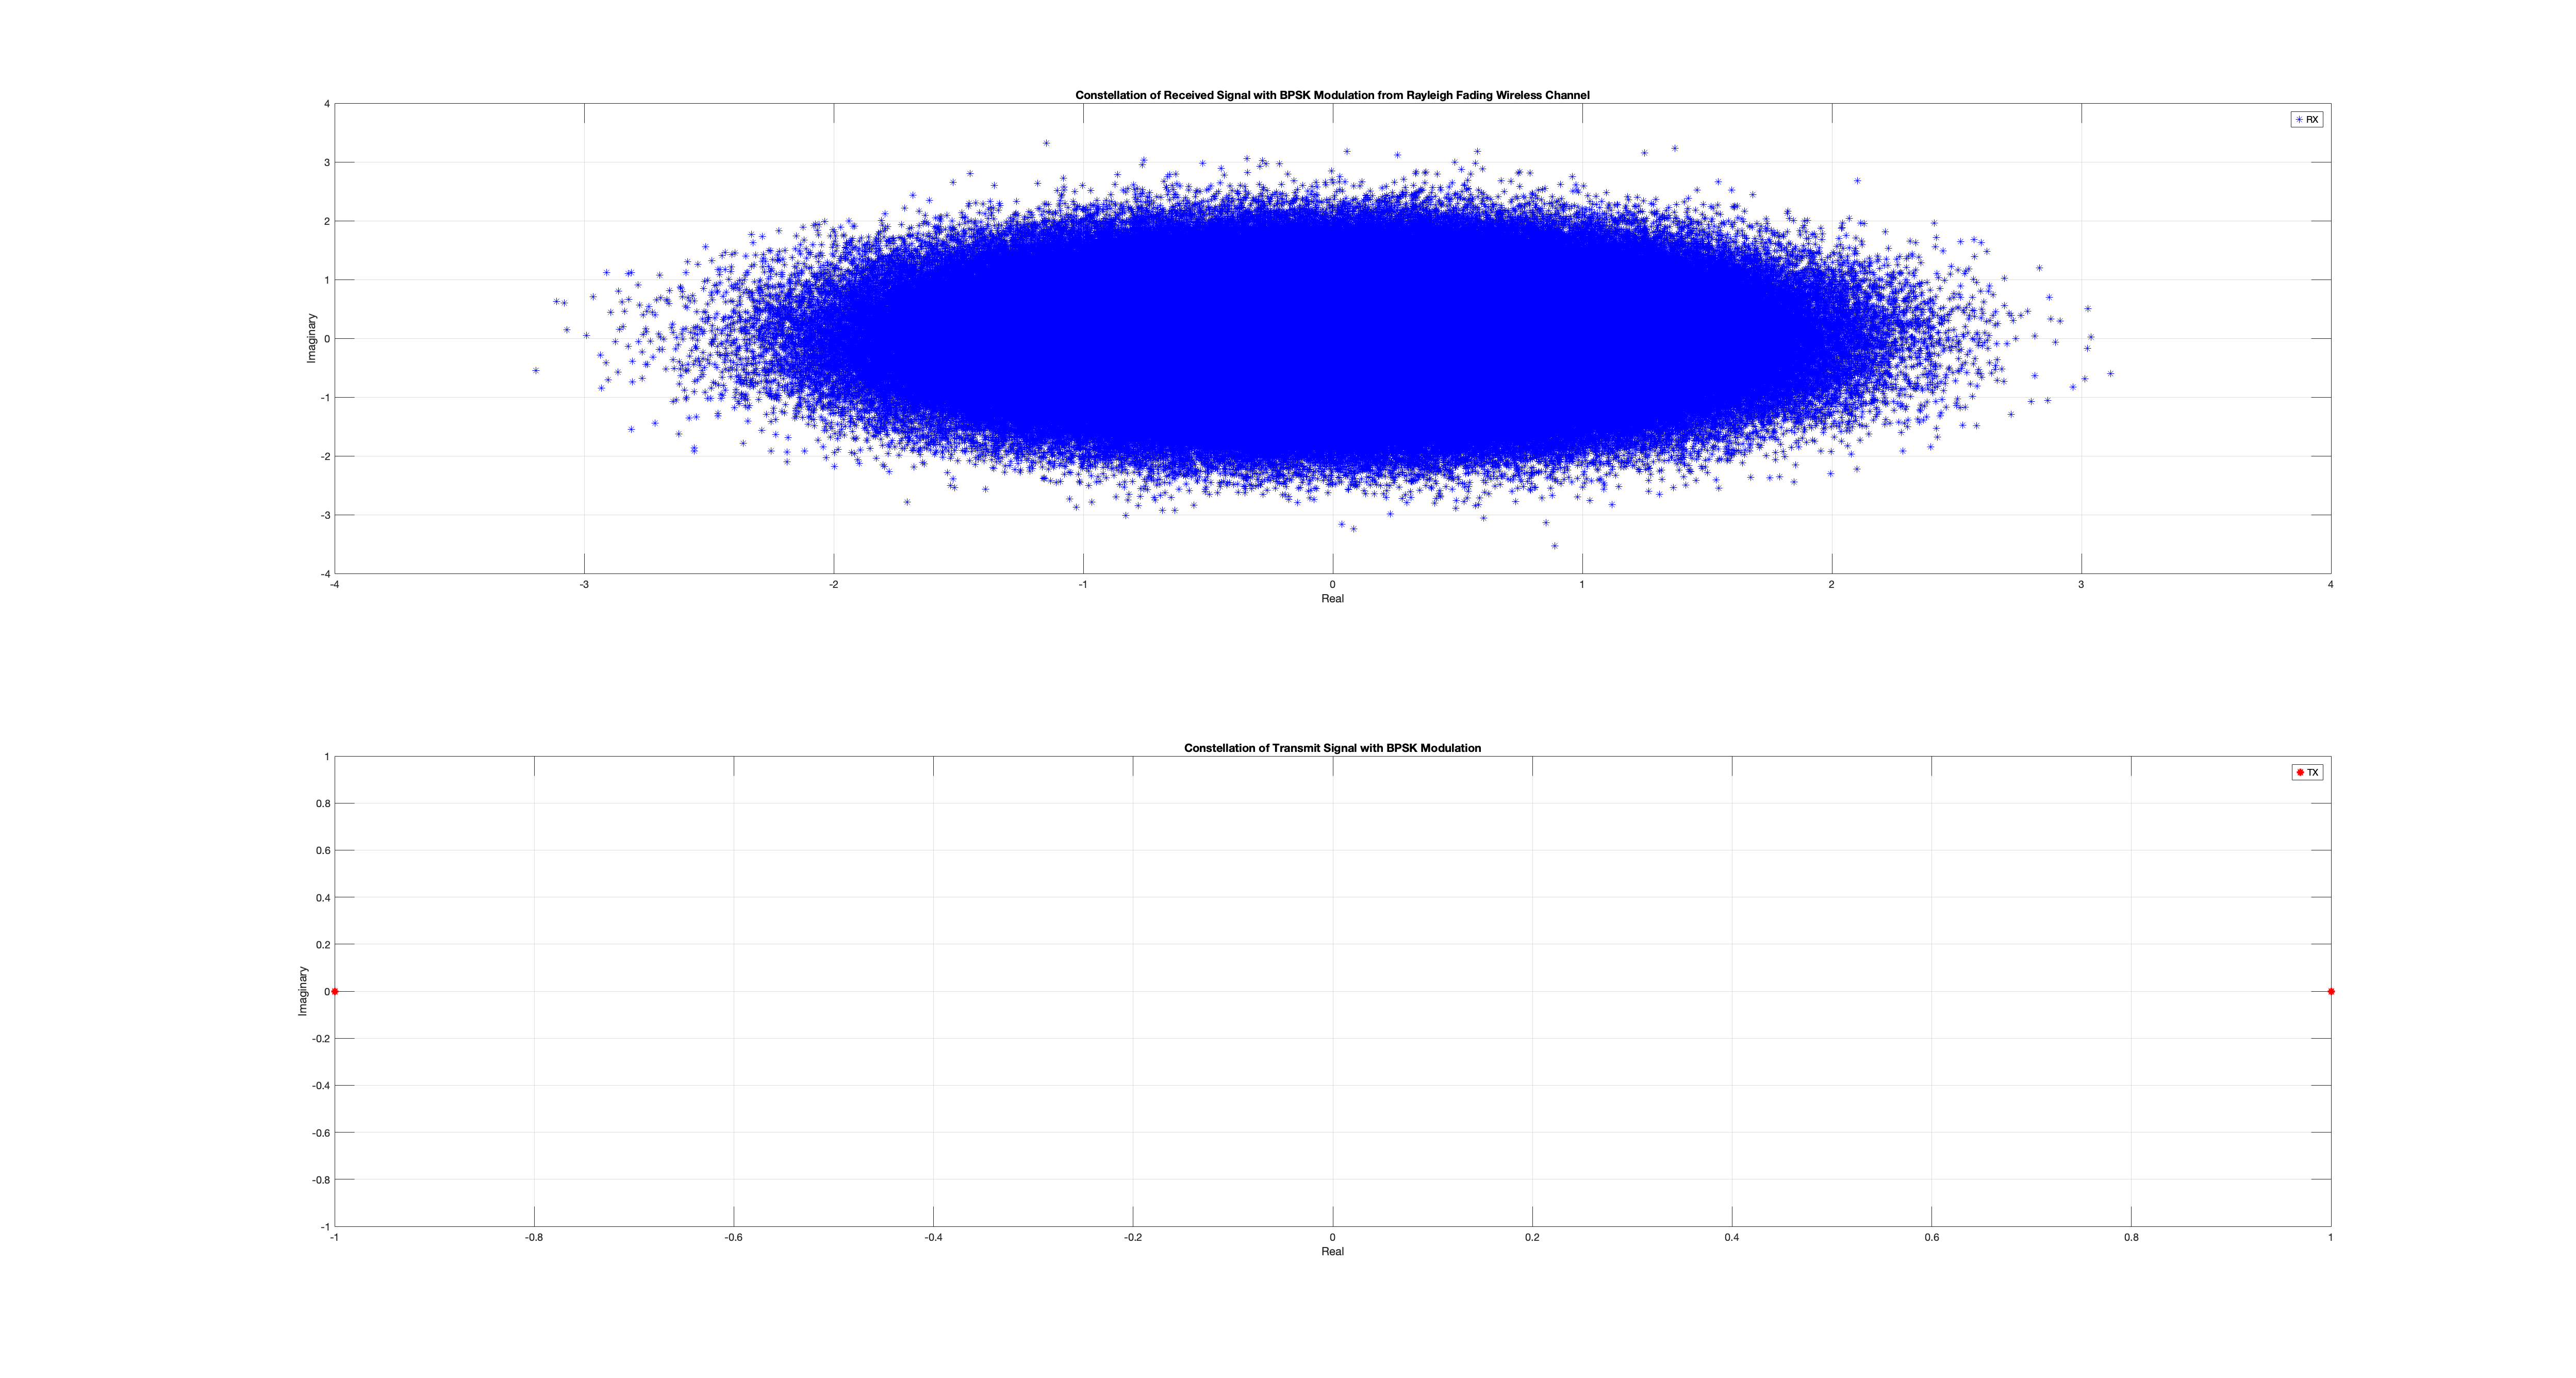 Constellation of Received Signal with BPSK Modulation from Rayleigh Fading Wireless Channel
4
3
2
1
0
-1
-2
-3
-4
Imaginary
RX
-4 -3 -2 -1 0 1 2 3 4
Real
Constellation of Transmit Signal with BPSK Modulation
1
0.8
0.6
0.4
0.2
0
-0.2
-0.4
-0.6
-0.8
-1
Imaginary
TX
-1 -0.8 -0.6 -0.4 -0.2 0 0.2 0.4 0.6 0.8 1
Real